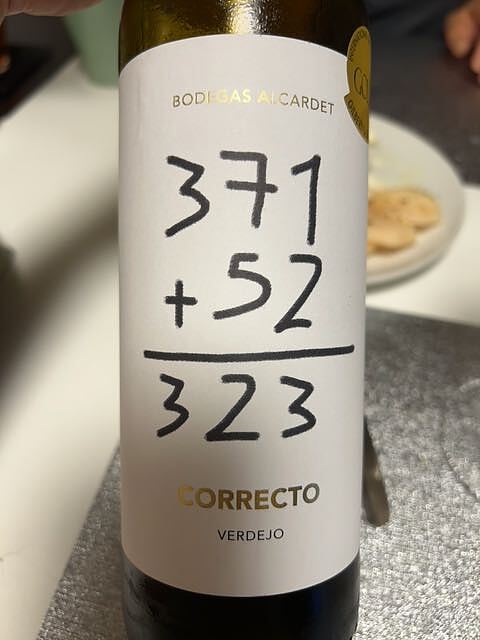 BODEGAS ALCARDET
371
+ 52
323
CORRECTO
VERDEJO